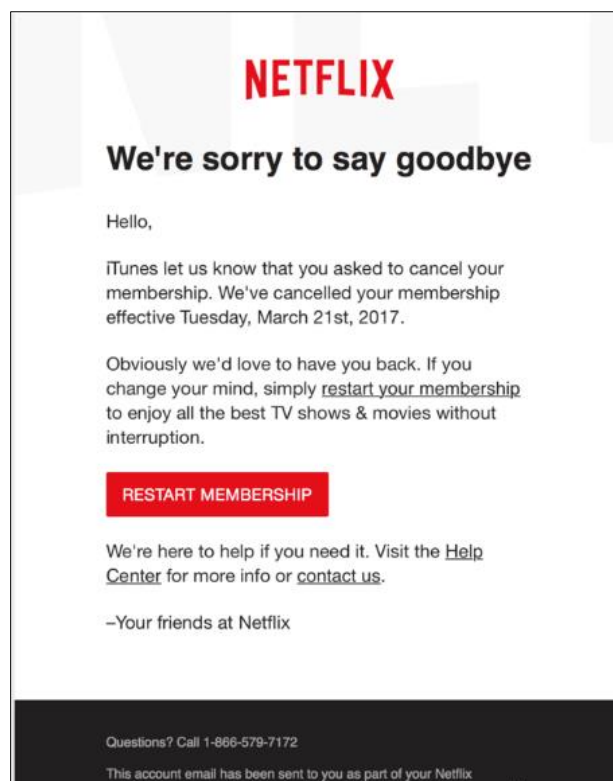 NETFLIX
We're sorry to say goodbye
Hello,
iTunes let us know that you asked to cancel your
membership. We've cancelled your membership
effective Tuesday, March 21st, 2017.
Obviously we'd love to have you back. If you
change your mind, simply restart your membership
to enjoy all the best TV shows & movies without
interruption.
RESTART MEMBERSHIP
We're here to help if you need it. Visit the Help
Center for more info or contact us.
–Your friends at Netflix
Questions? Call 1-866-579-7172
This account email has been sent to you as part of your Netflix